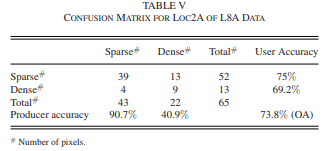 TABLE V
CONFUSION MATRIX FOR LOC2A OF L8A DATA
Sparse# Dense# Total# User Accuracy
Sparse# 39 13 52 75%
Dense# 4 9 13 69.2%
Total# 43 22 65
Producer accuracy 90.7% 40.9% 73.8% (OA)
# Number of pixels.